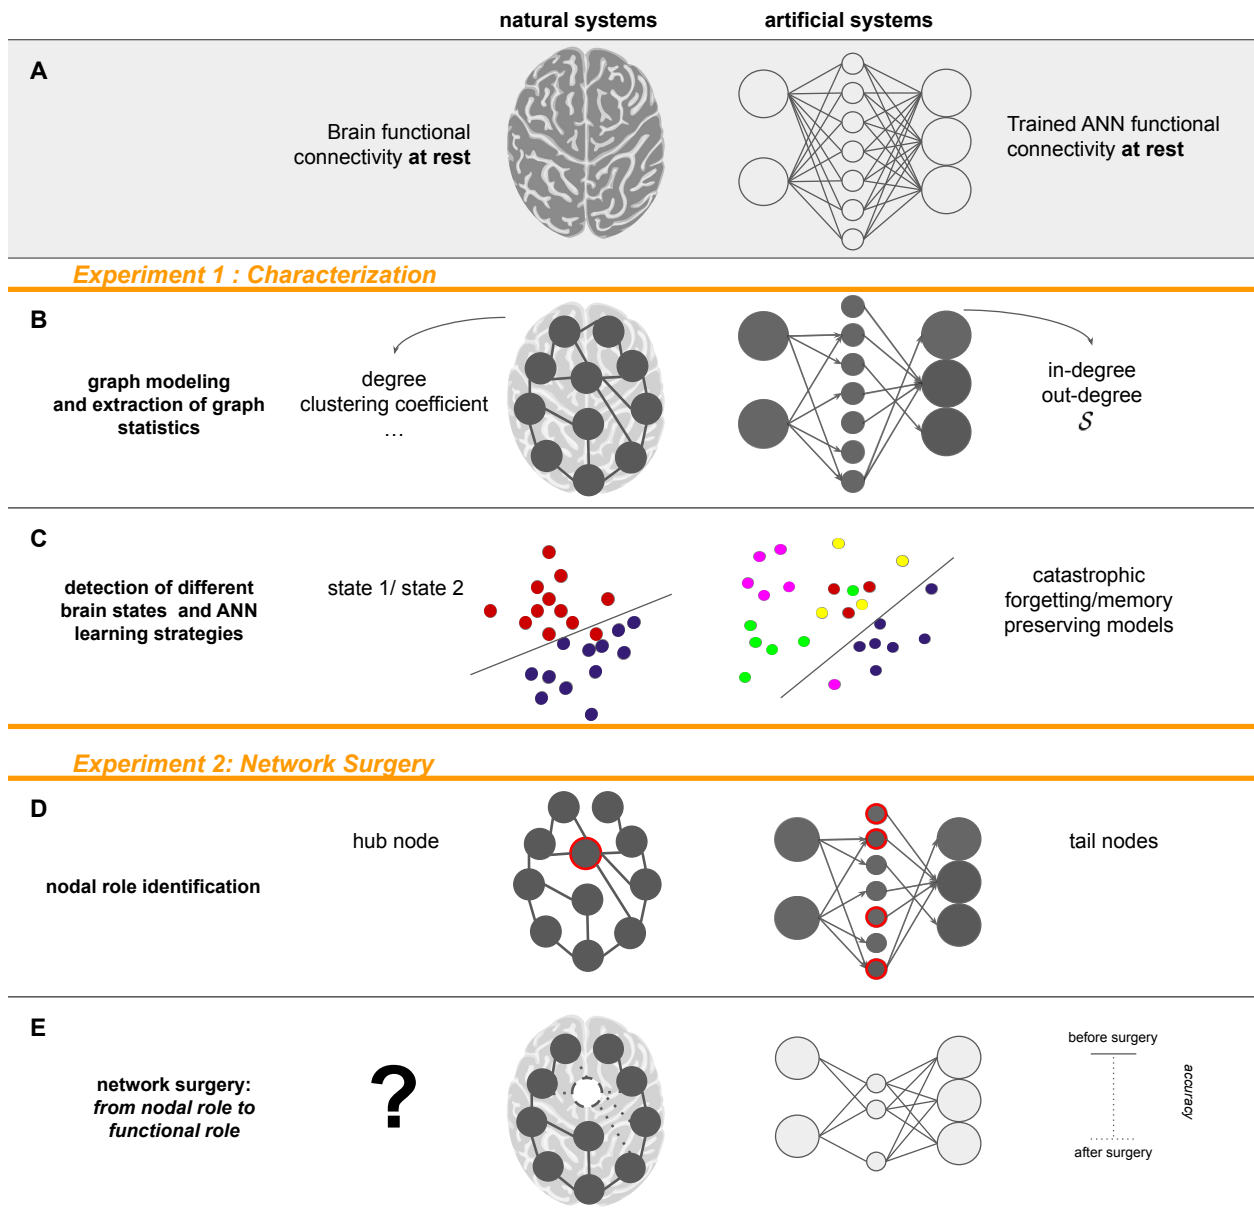 natural systems
artificial systems
A
Brain functional
connectivity at rest
Trained ANN functional
connectivity at rest
Experiment 1 : Characterization
B
graph modeling
and extraction of graph
statistics
degree
clustering coefficient
...
in-degree
out-degree
S
C
detection of different
brain states and ANN
learning strategies
state 1/ state 2
catastrophic
forgetting/memory
preserving models
Experiment 2: Network Surgery
D
nodal role identification
hub node
tail nodes
E
network surgery:
from nodal role to
functional role
?
before surgery
accuracy
after surgery